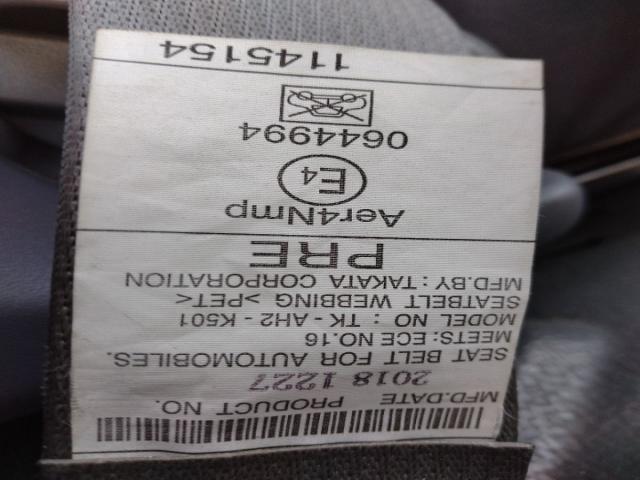 MFD.DATE PRODUCT NO.
2018 1227
SEAT BELT FOR AUTOMOBILES.
MEETS: ECE NO.16
MODEL NO : TK - AH2 - K501
SEATBELT WEBBING >PET<
MFD.BY : TAKATA CORPORATION
PRE
Aer4Nmp
E4
0644994
1145154